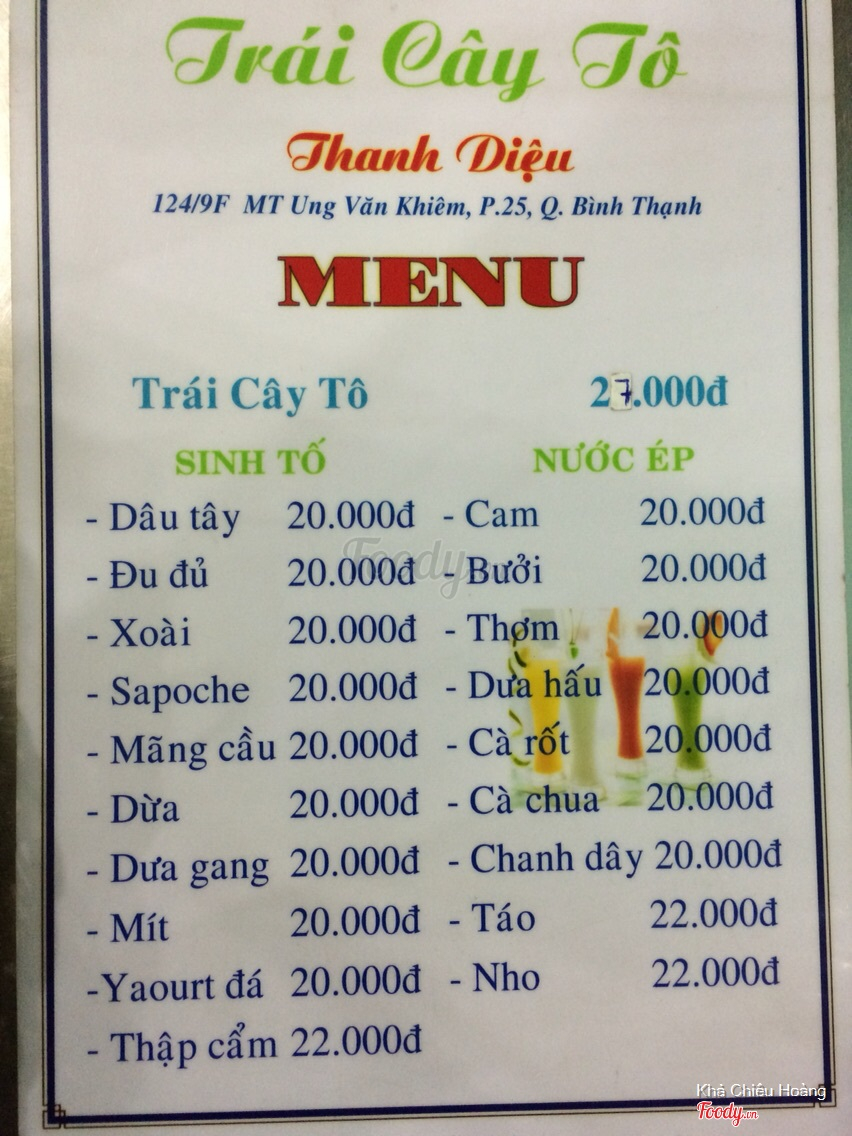 Trái Cây Tô
Thanh Diệu
124/9F MT Ung Văn Khiêm, P.25, Q. Bình Thạnh
MENU
Trái Cây Tô 27.000đ
SINH TỐ
- Dâu tây 20.000đ
- Đu đủ 20.000đ
- Xoài 20.000đ
- Sapoche 20.000đ
- Mãng cầu 20.000đ
- Dừa 20.000đ
- Dưa gang 20.000đ
- Mít 20.000đ
-Yaourt đá 20.000đ
- Thập cẩm 22.000đ
NƯỚC ÉP
- Cam 20.000đ
- Bưởi 20.000đ
- Thơm 20.000đ
- Dưa hấu 20.000đ
- Cà rốt 20.000đ
- Cà chua 20.000đ
- Chanh dây 20.000đ
- Táo 22.000đ
- Nho 22.000đ
Foody
Khả Chiêu Hoàng
Foody.vn